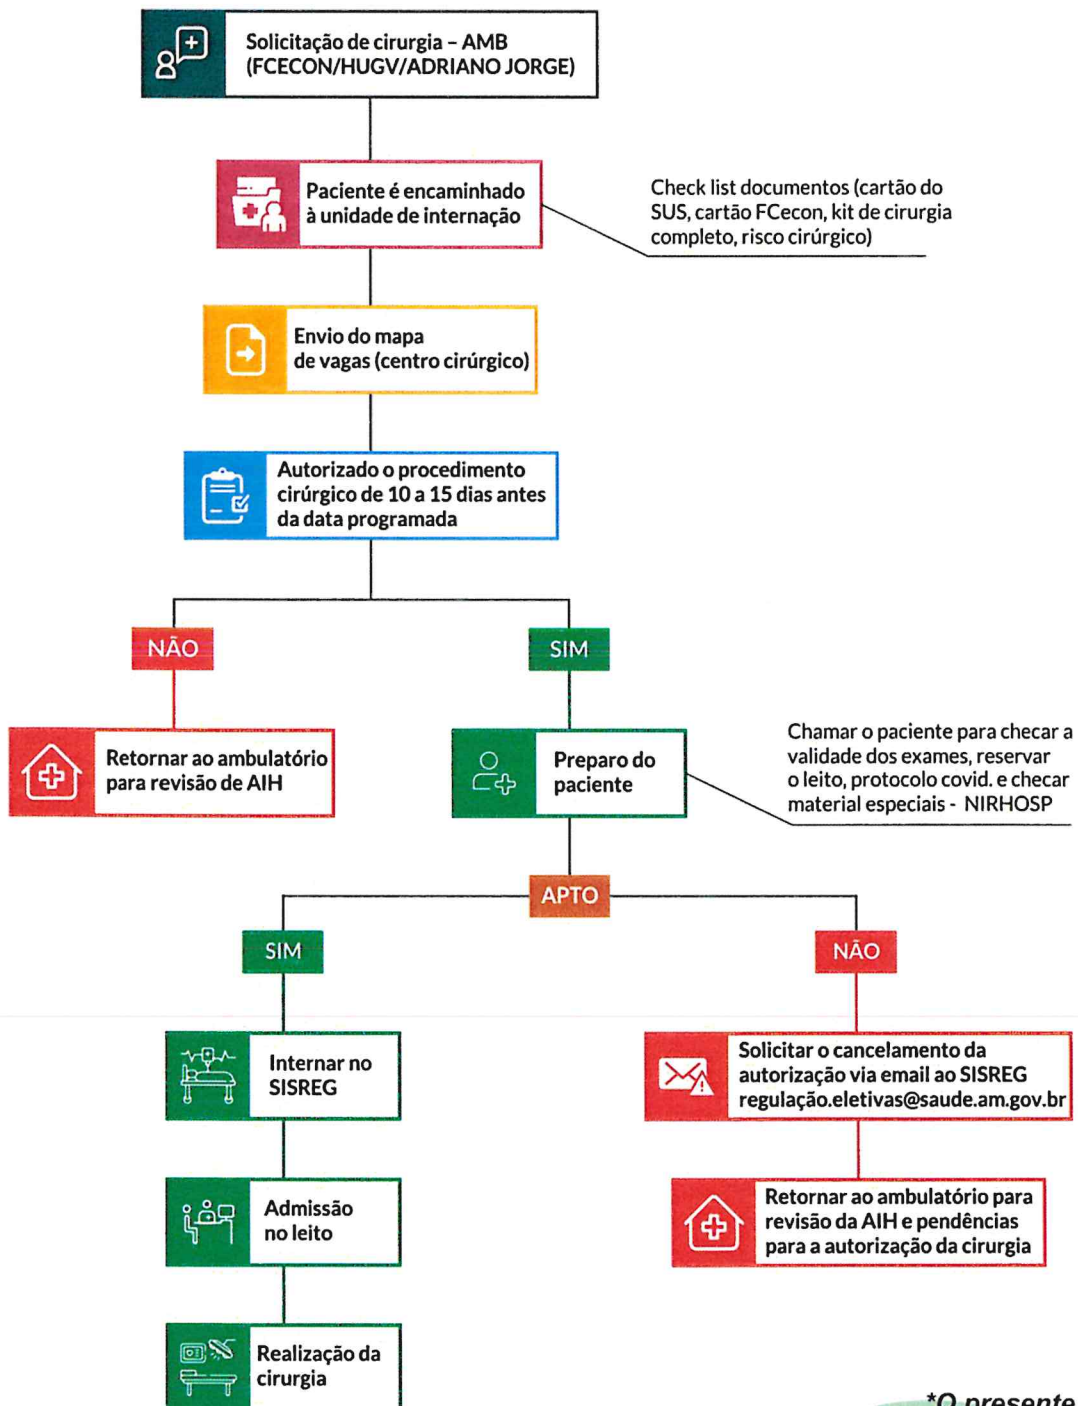 Solicitação de cirurgia – AMB
(FCECON/HUGV/ADRIANO JORGE)
Paciente é encaminhado
à unidade de internação
Check list documentos (cartão do
SUS, cartão FCecon, kit de cirurgia
completo, risco cirúrgico)
Envio do mapa
de vagas (centro cirúrgico)
Autorizado o procedimento
cirúrgico de 10 a 15 dias antes
da data programada
NÃO
SIM
Retornar ao ambulatório
para revisão de AIH
Preparo do
paciente
Chamar o paciente para checar a
validade dos exames, reservar
o leito, protocolo covid. e checar
material especiais - NIRHOSP
APTO
SIM
NÃO
Internar no
SISREG
Solicitar o cancelamento da
autorização via email ao SISREG
regulação.eletivas@saude.am.gov.br
Admissão
no leito
Retornar ao ambulatório para
revisão da AIH e pendências
para a autorização da cirurgia
Realização da
cirurgia
*O presente